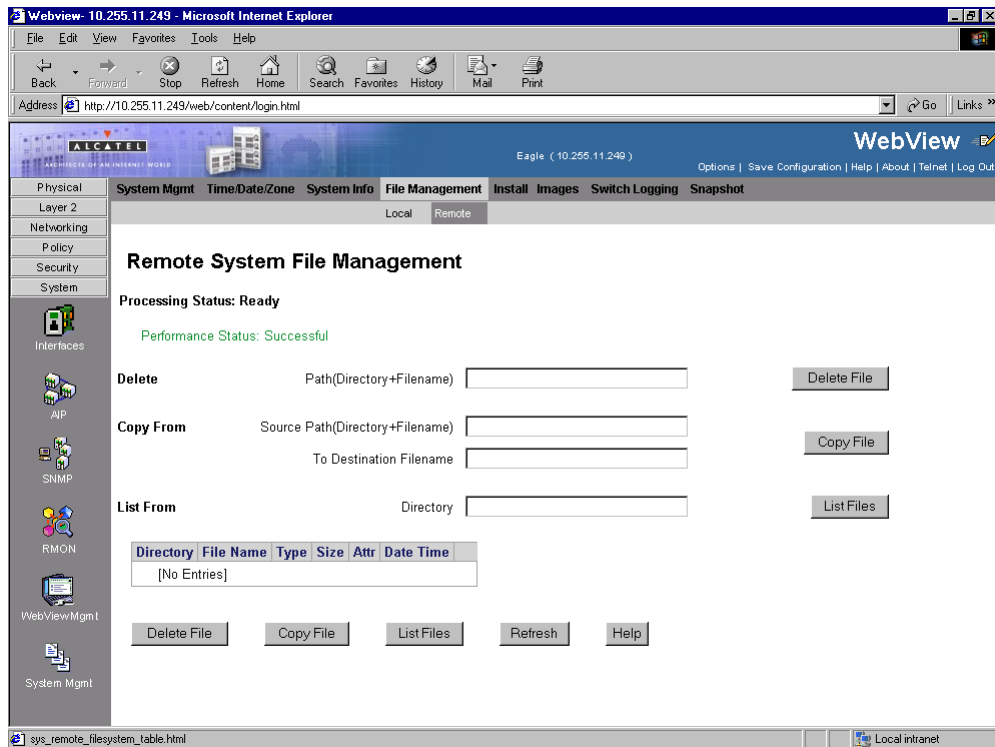 Webview- 10.255.11.249 - Microsoft Internet Explorer
File Edit View Favorites Tools Help
Back Forward Stop Refresh Home Search Favorites History Mail Print
Address http://10.255.11.249/web/content/login.html Go Links »
ALCATEL
ARCHITECTS OF AN INTERNET WORLD
Eagle ( 10.255.11.249 )
WebView
Options | Save Configuration | Help | About | Telnet | Log Out
Physical
Layer 2
Networking
Policy
Security
System
Interfaces
AIP
SNMP
RMON
WebViewMgmt
System Mgmt
System Mgmt Time/Date/Zone System Info File Management Install Images Switch Logging Snapshot
Local Remote
Remote System File Management
Processing Status: Ready
Performance Status: Successful
Delete Path(Directory+Filename) Delete File
Copy From Source Path(Directory+Filename) Copy File
To Destination Filename
List From Directory List Files
Directory File Name Type Size Attr Date Time
[No Entries]
Delete File Copy File List Files Refresh Help
sys_remote_filesystem_table.html Local intranet